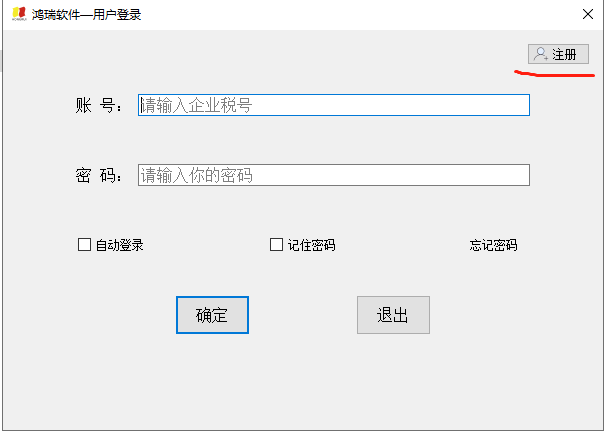 鸿瑞软件—用户登录
注册
账 号： 请输入企业税号
密 码： 请输入你的密码
自动登录 记住密码 忘记密码
确定 退出